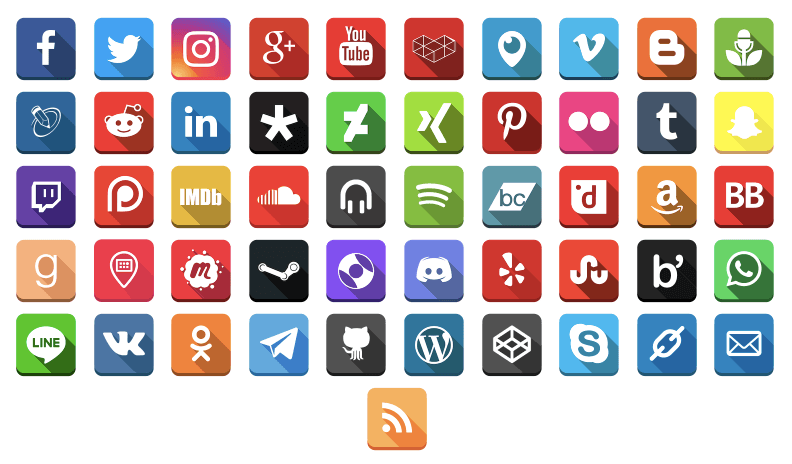 f g+ You Tube
in t
IMDb bc d a BB
g m b'
LINE W S